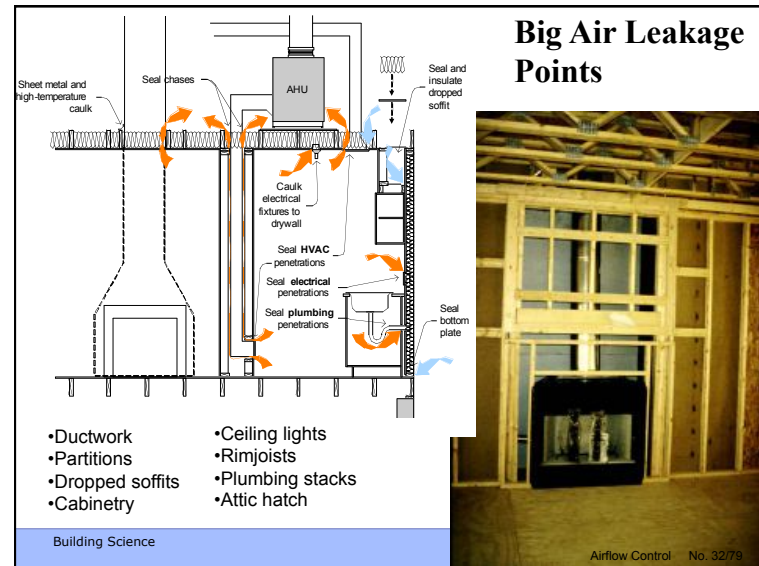 Big Air Leakage
Points
Sheet metal and
high-temperature
caulk
Seal chases
AHU
Seal and
insulate
dropped
soffit
Caulk
electrical
fixtures to
drywall
Seal HVAC
penetrations
Seal electrical
penetrations
Seal plumbing
penetrations
Seal
bottom
plate
•Ductwork
•Partitions
•Dropped soffits
•Cabinetry
•Ceiling lights
•Rimjoists
•Plumbing stacks
•Attic hatch
Building Science
Airflow Control No. 32/79